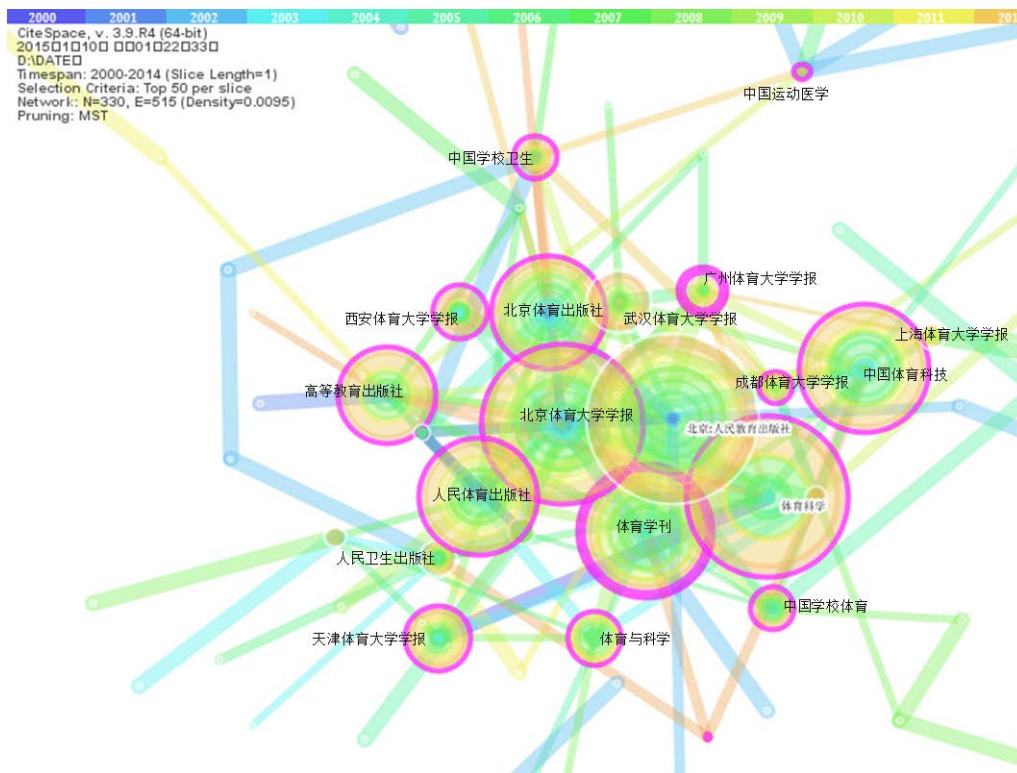 2000 2001 2002 2003 2004 2005 2006 2007 2008 2009 2010 2011 201
CiteSpace, v. 3.9.R4 (64-bit)
2015□1□10□ □□01□22□33□
D:\DATE□
Timespan: 2000-2014 (Slice Length=1)
Selection Criteria: Top 50 per slice
Network: N=330, E=515 (Density=0.0095)
Pruning: MST
中国运动医学
中国学校卫生
广州体育大学学报
北京体育出版社
西安体育大学学报
武汉体育大学学报
上海体育大学学报
中国体育科技
成都体育大学学报
高等教育出版社
北京体育大学学报
北京:人民教育出版社
人民体育出版社
体育科学
体育学刊
人民卫生出版社
中国学校体育
天津体育大学学报
体育与科学